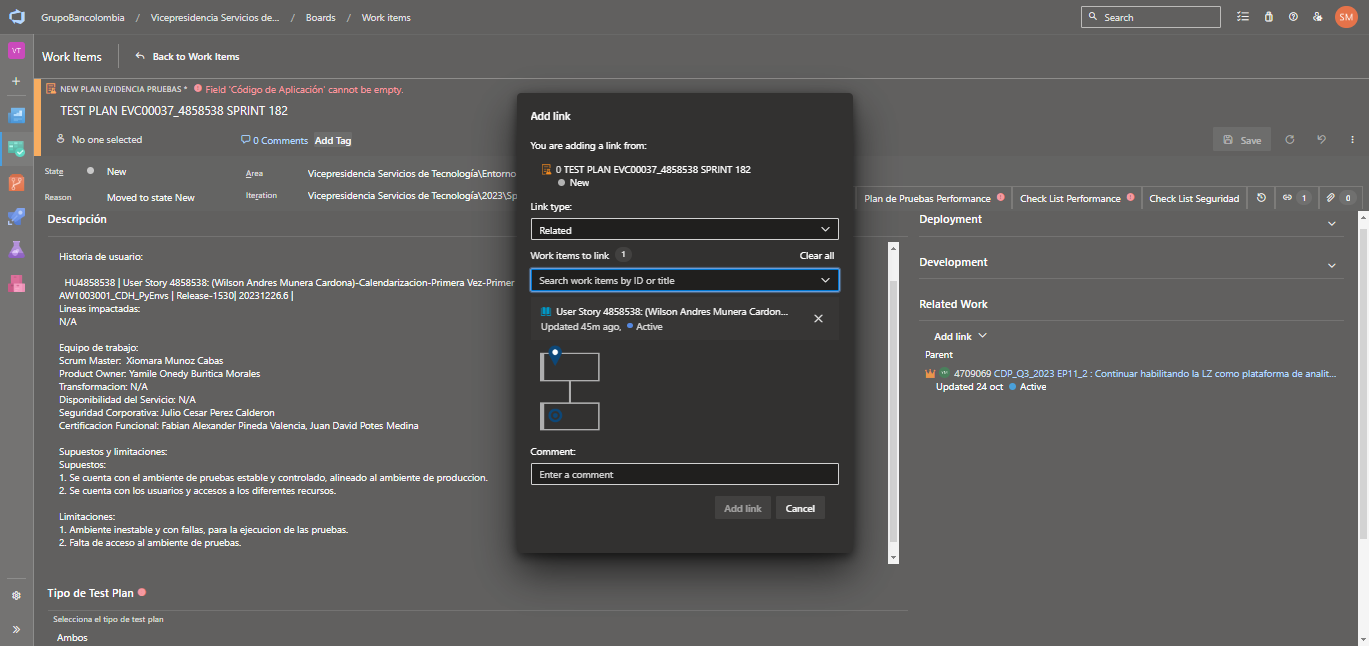 GrupoBancolombia / Vicepresidencia Servicios de... / Boards / Work items
Search
SM
VT
Work Items
Back to Work Items
NEW PLAN EVIDENCIA PRUEBAS * Field 'Código de Aplicación' cannot be empty.
TEST PLAN EVC00037_4858538 SPRINT 182
No one selected
0 Comments
Add Tag
Save
State
New
Area
Vicepresidencia Servicios de Tecnología\Entorno
Reason
Moved to state New
Iteration
Vicepresidencia Servicios de Tecnología\2023\Sp
Plan de Pruebas Performance
Check List Performance
Check List Seguridad
1
0
Descripción
Historia de usuario:
HU4858538 | User Story 4858538: (Wilson Andres Munera Cardona)-Calendarizacion-Primera Vez-Primer
AW1003001_CDH_PyEnvs | Release-1530| 20231226.6 |
Lineas impactadas:
N/A
Equipo de trabajo:
Scrum Master: Xiomara Munoz Cabas
Product Owner: Yamile Onedy Buritica Morales
Transformacion: N/A
Disponibilidad del Servicio: N/A
Seguridad Corporativa: Julio Cesar Perez Calderon
Certificacion Funcional: Fabian Alexander Pineda Valencia, Juan David Potes Medina
Supuestos y limitaciones:
Supuestos:
1. Se cuenta con el ambiente de pruebas estable y controlado, alineado al ambiente de produccion.
2. Se cuenta con los usuarios y accesos a los diferentes recursos.
Limitaciones:
1. Ambiente inestable y con fallas, para la ejecucion de las pruebas.
2. Falta de acceso al ambiente de pruebas.
Tipo de Test Plan
Selecciona el tipo de test plan
Ambos
Add link
You are adding a link from:
0 TEST PLAN EVC00037_4858538 SPRINT 182
New
Link type:
Related
Work items to link 1
Clear all
Search work items by ID or title
User Story 4858538: (Wilson Andres Munera Cardon...
Updated 45m ago, Active
Comment:
Enter a comment
Add link
Cancel
Deployment
Development
Related Work
Add link
Parent
4709069 CDP_Q3_2023 EP11_2 : Continuar habilitando la LZ como plataforma de analit...
Updated 24 oct Active